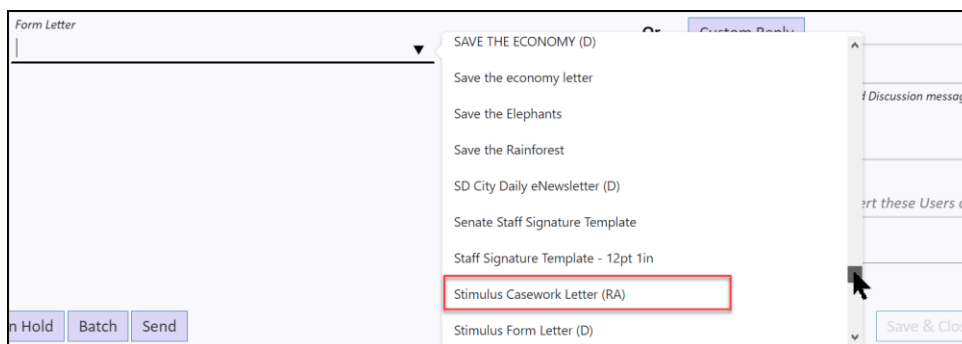 Form Letter
Or
Custom Reply
SAVE THE ECONOMY (D)
Save the economy letter
Save the Elephants
d Discussion messag
Save the Rainforest
SD City Daily eNewsletter (D)
ert these Users
Senate Staff Signature Template
Staff Signature Template - 12pt 1in
Stimulus Casework Letter (RA)
n Hold
Batch
Send
Stimulus Form Letter (D)
Save & Clos